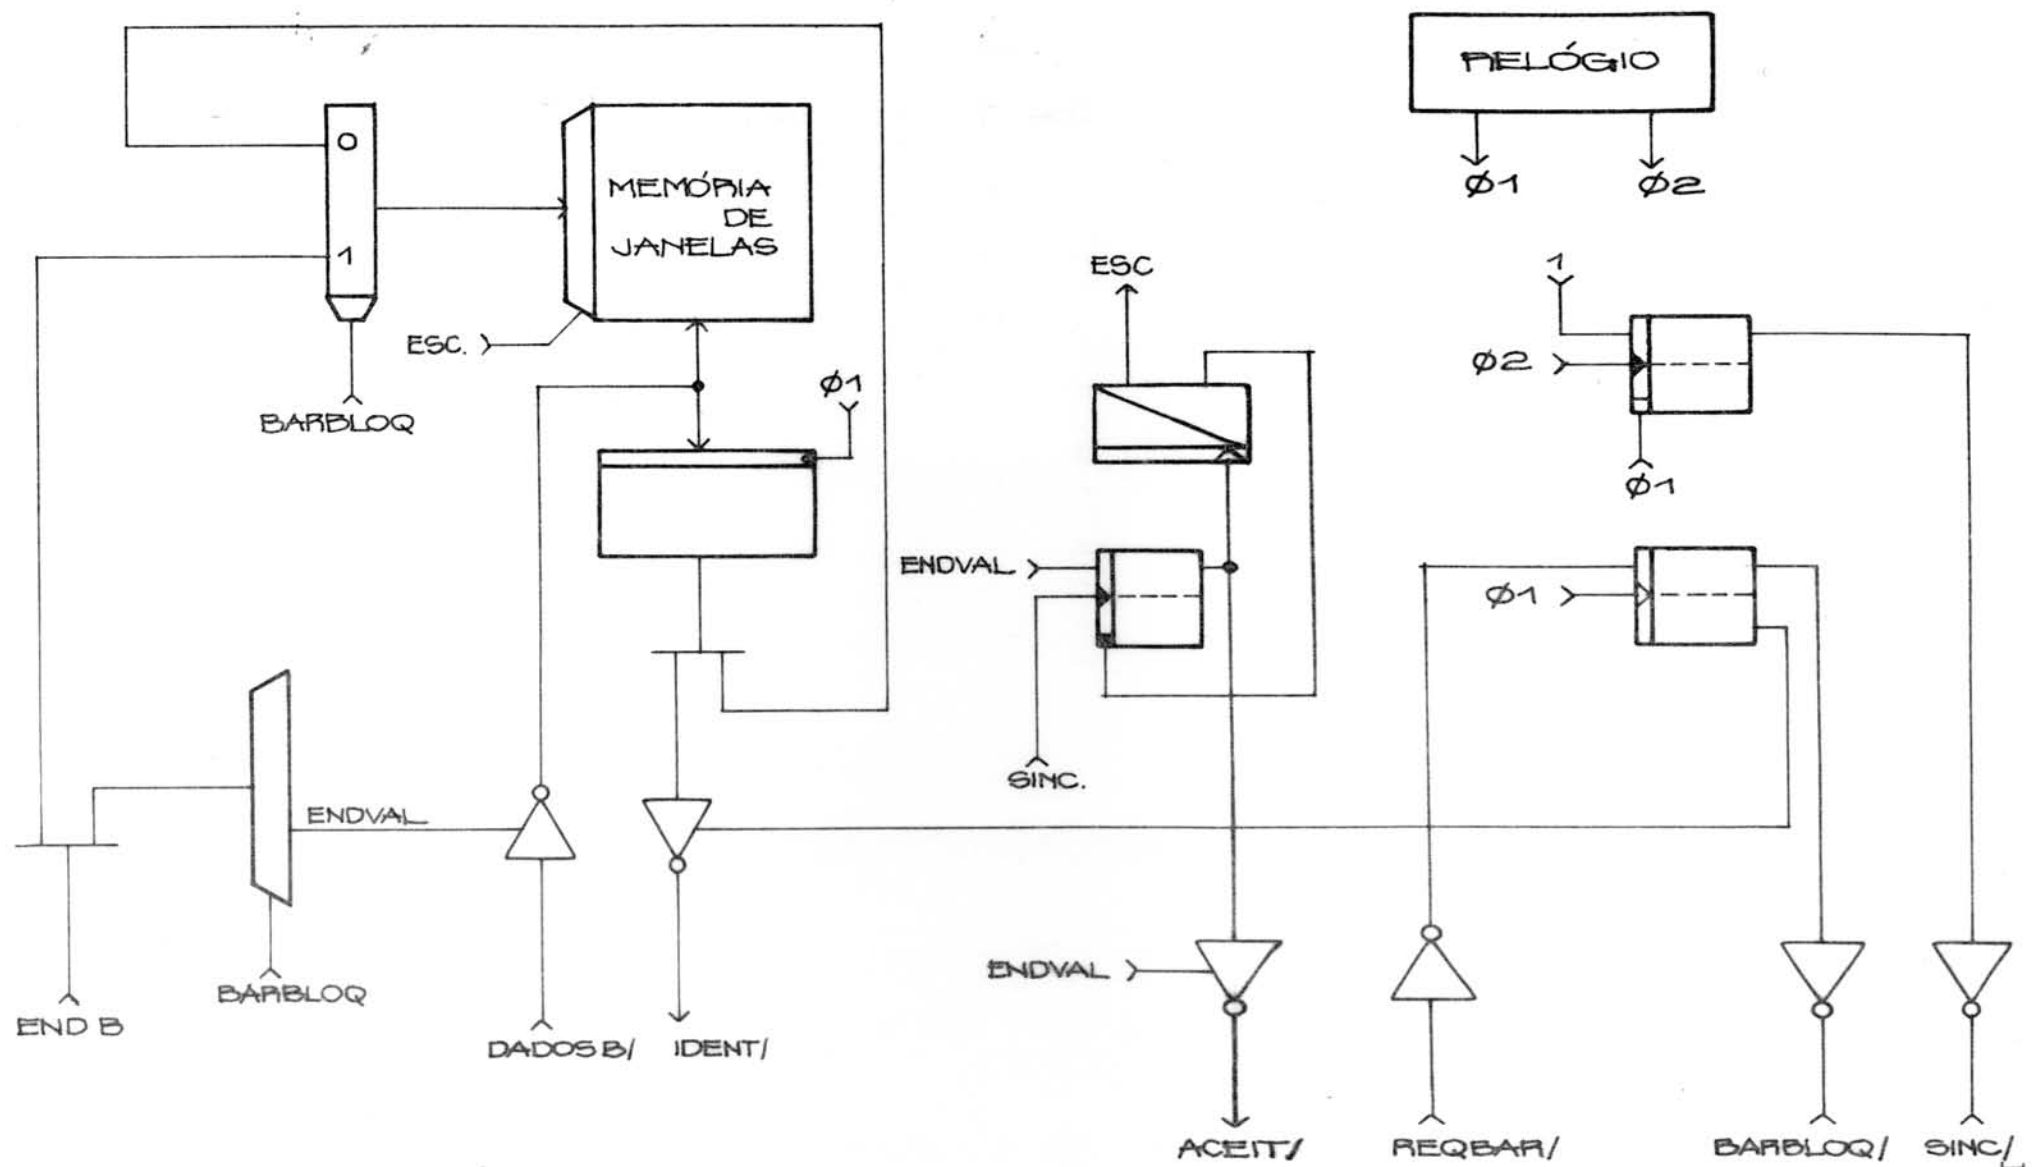 RELÓGIO
Ø1
Ø2
0
MEMÓRIA
DE
JANELAS
1
ESC.
BARBLOQ
Ø1
ESC
1
Ø2
Ø1
ENDVAL
SINC.
Ø1
ENDVAL
BARBLOQ
END B
DADOS B/
IDENT/
ENDVAL
ACEIT/
REQBAR/
BARBLOQ/
SINC/